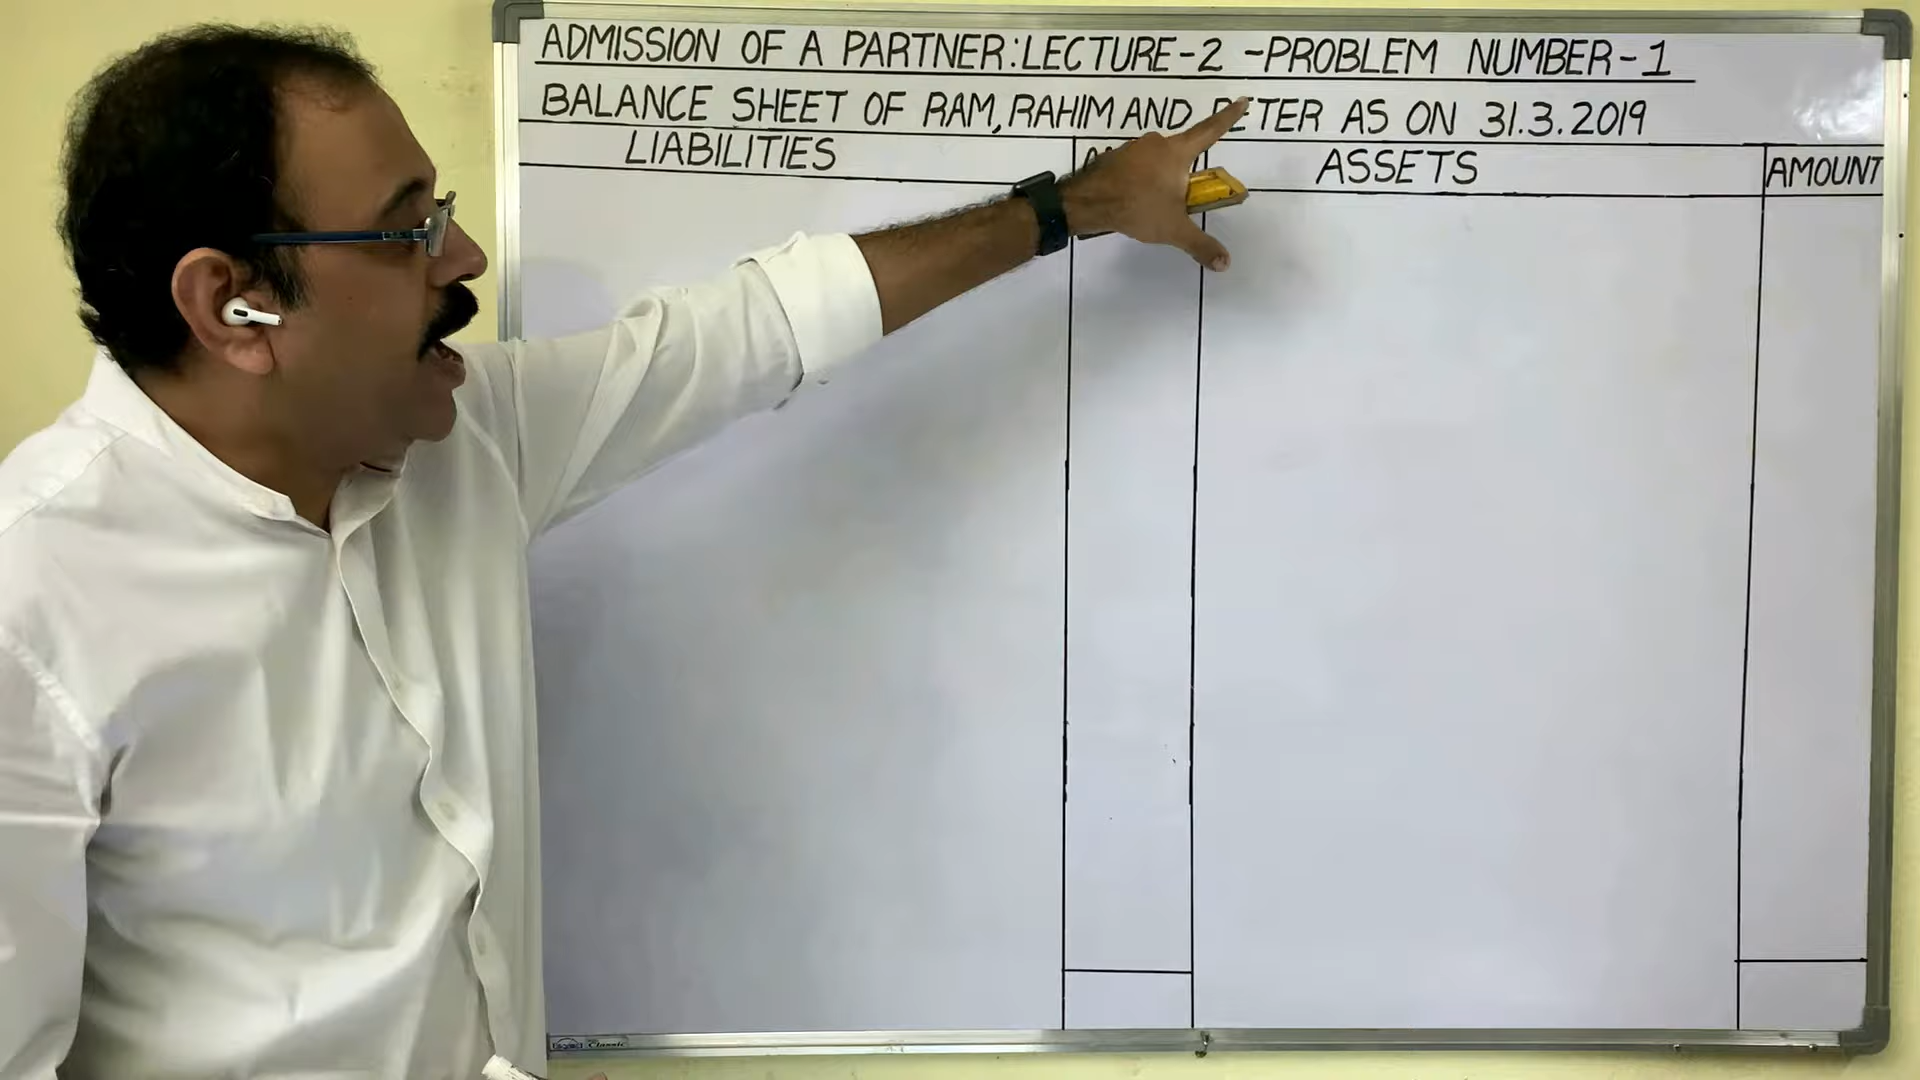 ADMISSION OF A PARTNER:LECTURE-2 -PROBLEM NUMBER-1
BALANCE SHEET OF RAM, RAHIM AND PETER AS ON 31.3.2019
LIABILITIES ASSETS AMOUNT
Classic